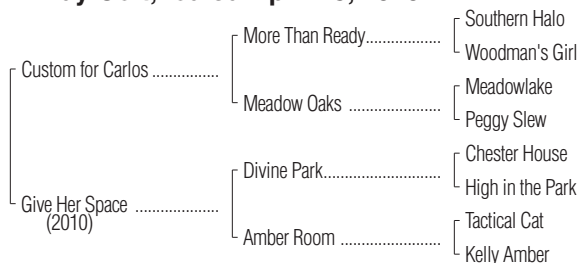 Southern Halo
More Than Ready....................
Woodman's Girl
Custom for Carlos ................
Meadowlake
Meadow Oaks .......................
Peggy Slew
Chester House
Divine Park.............................
High in the Park
Give Her Space ....................
(2010)
Tactical Cat
Amber Room .........................
Kelly Amber